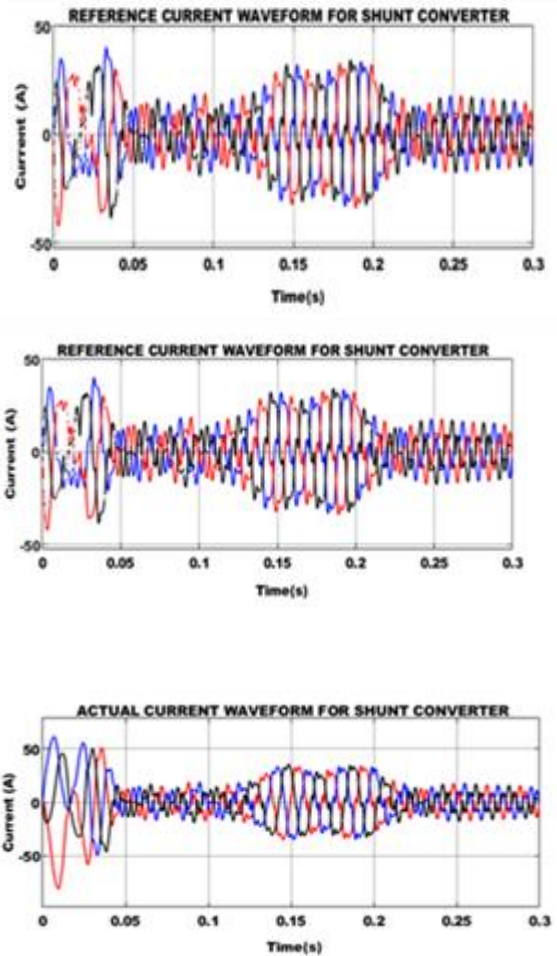 REFERENCE CURRENT WAVEFORM FOR SHUNT CONVERTER
50
0
-50
Current (A)
0 0.05 0.1 0.15 0.2 0.25 0.3
Time(s)
REFERENCE CURRENT WAVEFORM FOR SHUNT CONVERTER
50
0
-50
Current (A)
0 0.05 0.1 0.15 0.2 0.25 0.3
Time(s)
ACTUAL CURRENT WAVEFORM FOR SHUNT CONVERTER
50
0
-50
Current (A)
0 0.05 0.1 0.15 0.2 0.25 0.3
Time(s)